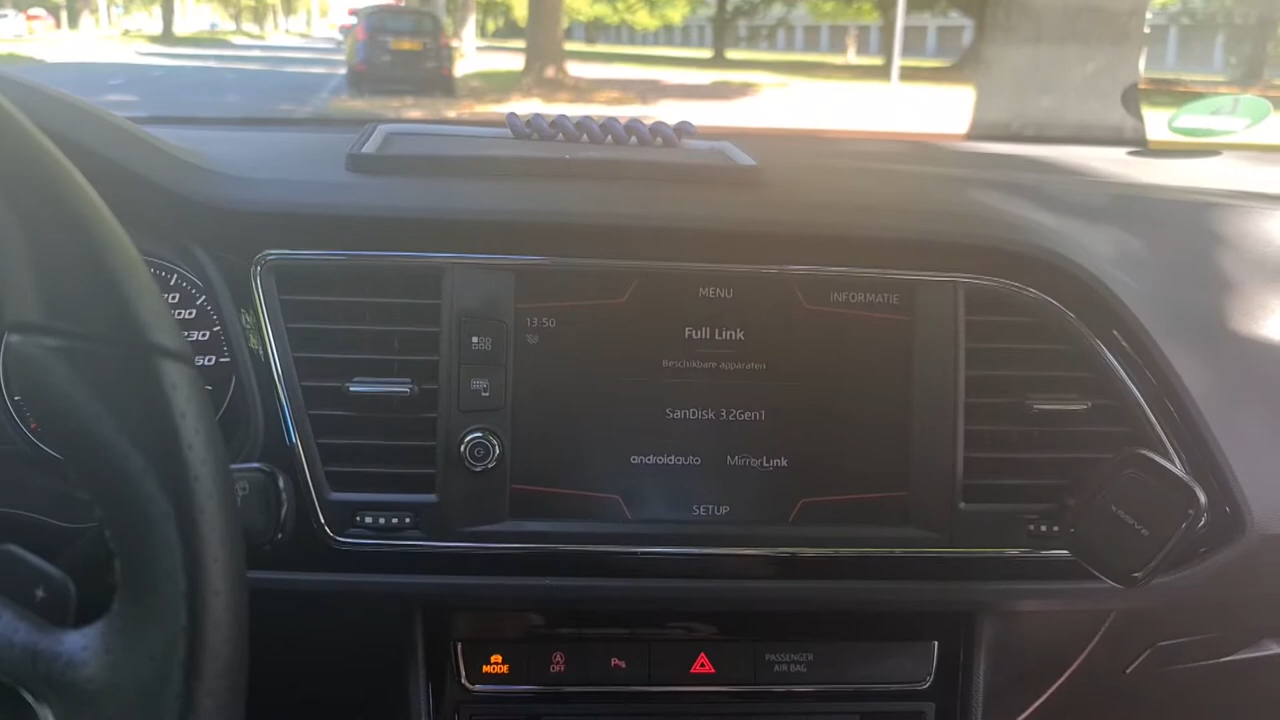 MENU
INFORMATIE
13:50
Full Link
Beschikbare apparaten
SanDisk 3.2Gen1
androidauto MirrorLink
SETUP
MODE
OFF
PASSENGER
AIR BAG